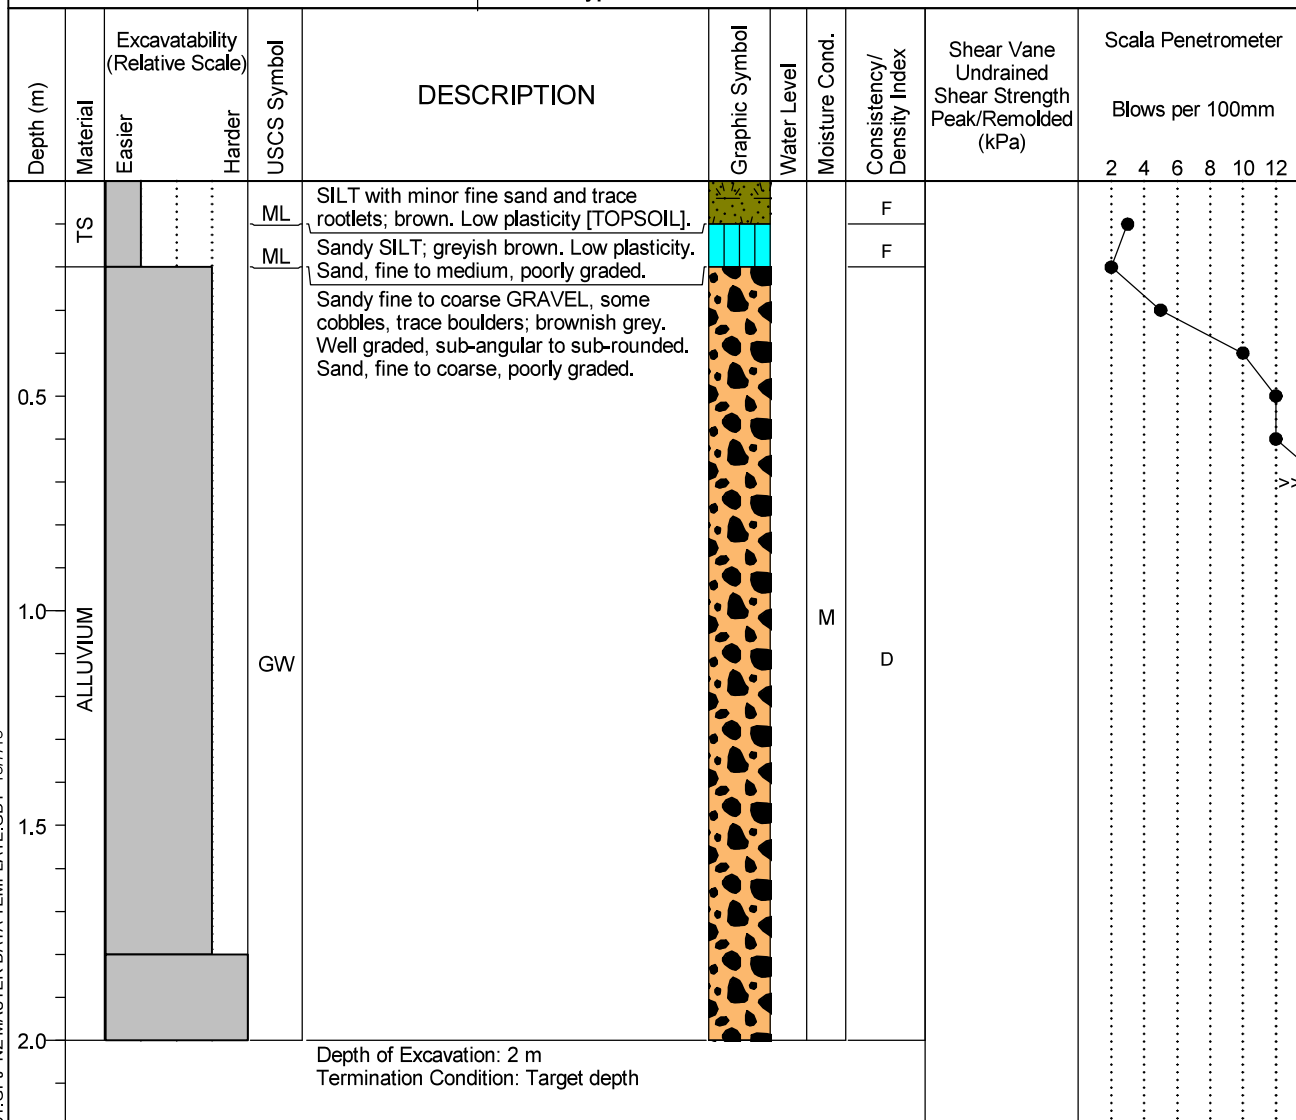 Depth (m)
Material
Excavatability
(Relative Scale)
Easier
Harder
USCS Symbol
DESCRIPTION
Graphic Symbol
Water Level
Moisture Cond.
Consistency/
Density Index
Shear Vane
Undrained
Shear Strength
Peak/Remolded
(kPa)
Scala Penetrometer
Blows per 100mm
2 4 6 8 10 12
TS
ML
SILT with minor fine sand and trace
rootlets; brown. Low plasticity [TOPSOIL].
F
ML
Sandy SILT; greyish brown. Low plasticity.
Sand, fine to medium, poorly graded.
F
Sandy fine to coarse GRAVEL, some
cobbles, trace boulders; brownish grey.
Well graded, sub-angular to sub-rounded.
Sand, fine to coarse, poorly graded.
0.5
>>
1.0
ALLUVIUM
GW
M
D
1.5
2.0
Depth of Excavation: 2 m
Termination Condition: Target depth